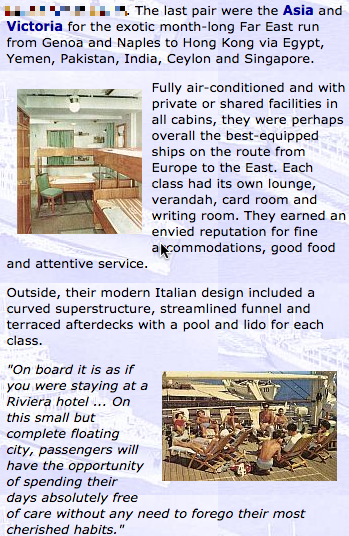 . The last pair were the Asia and
Victoria for the exotic month-long Far East run
from Genoa and Naples to Hong Kong via Egypt,
Yemen, Pakistan, India, Ceylon and Singapore.
Fully air-conditioned and with
private or shared facilities in
all cabins, they were perhaps
overall the best-equipped
ships on the route from
Europe to the East. Each
class had its own lounge,
verandah, card room and
writing room. They earned an
envied reputation for fine
accommodations, good food
and attentive service.
Outside, their modern Italian design included a
curved superstructure, streamlined funnel and
terraced afterdecks with a pool and lido for each
class.
"On board it is as if
you were staying at a
Riviera hotel ... On
this small but
complete floating
city, passengers will
have the opportunity
of spending their
days absolutely free
of care without any need to forego their most
cherished habits."